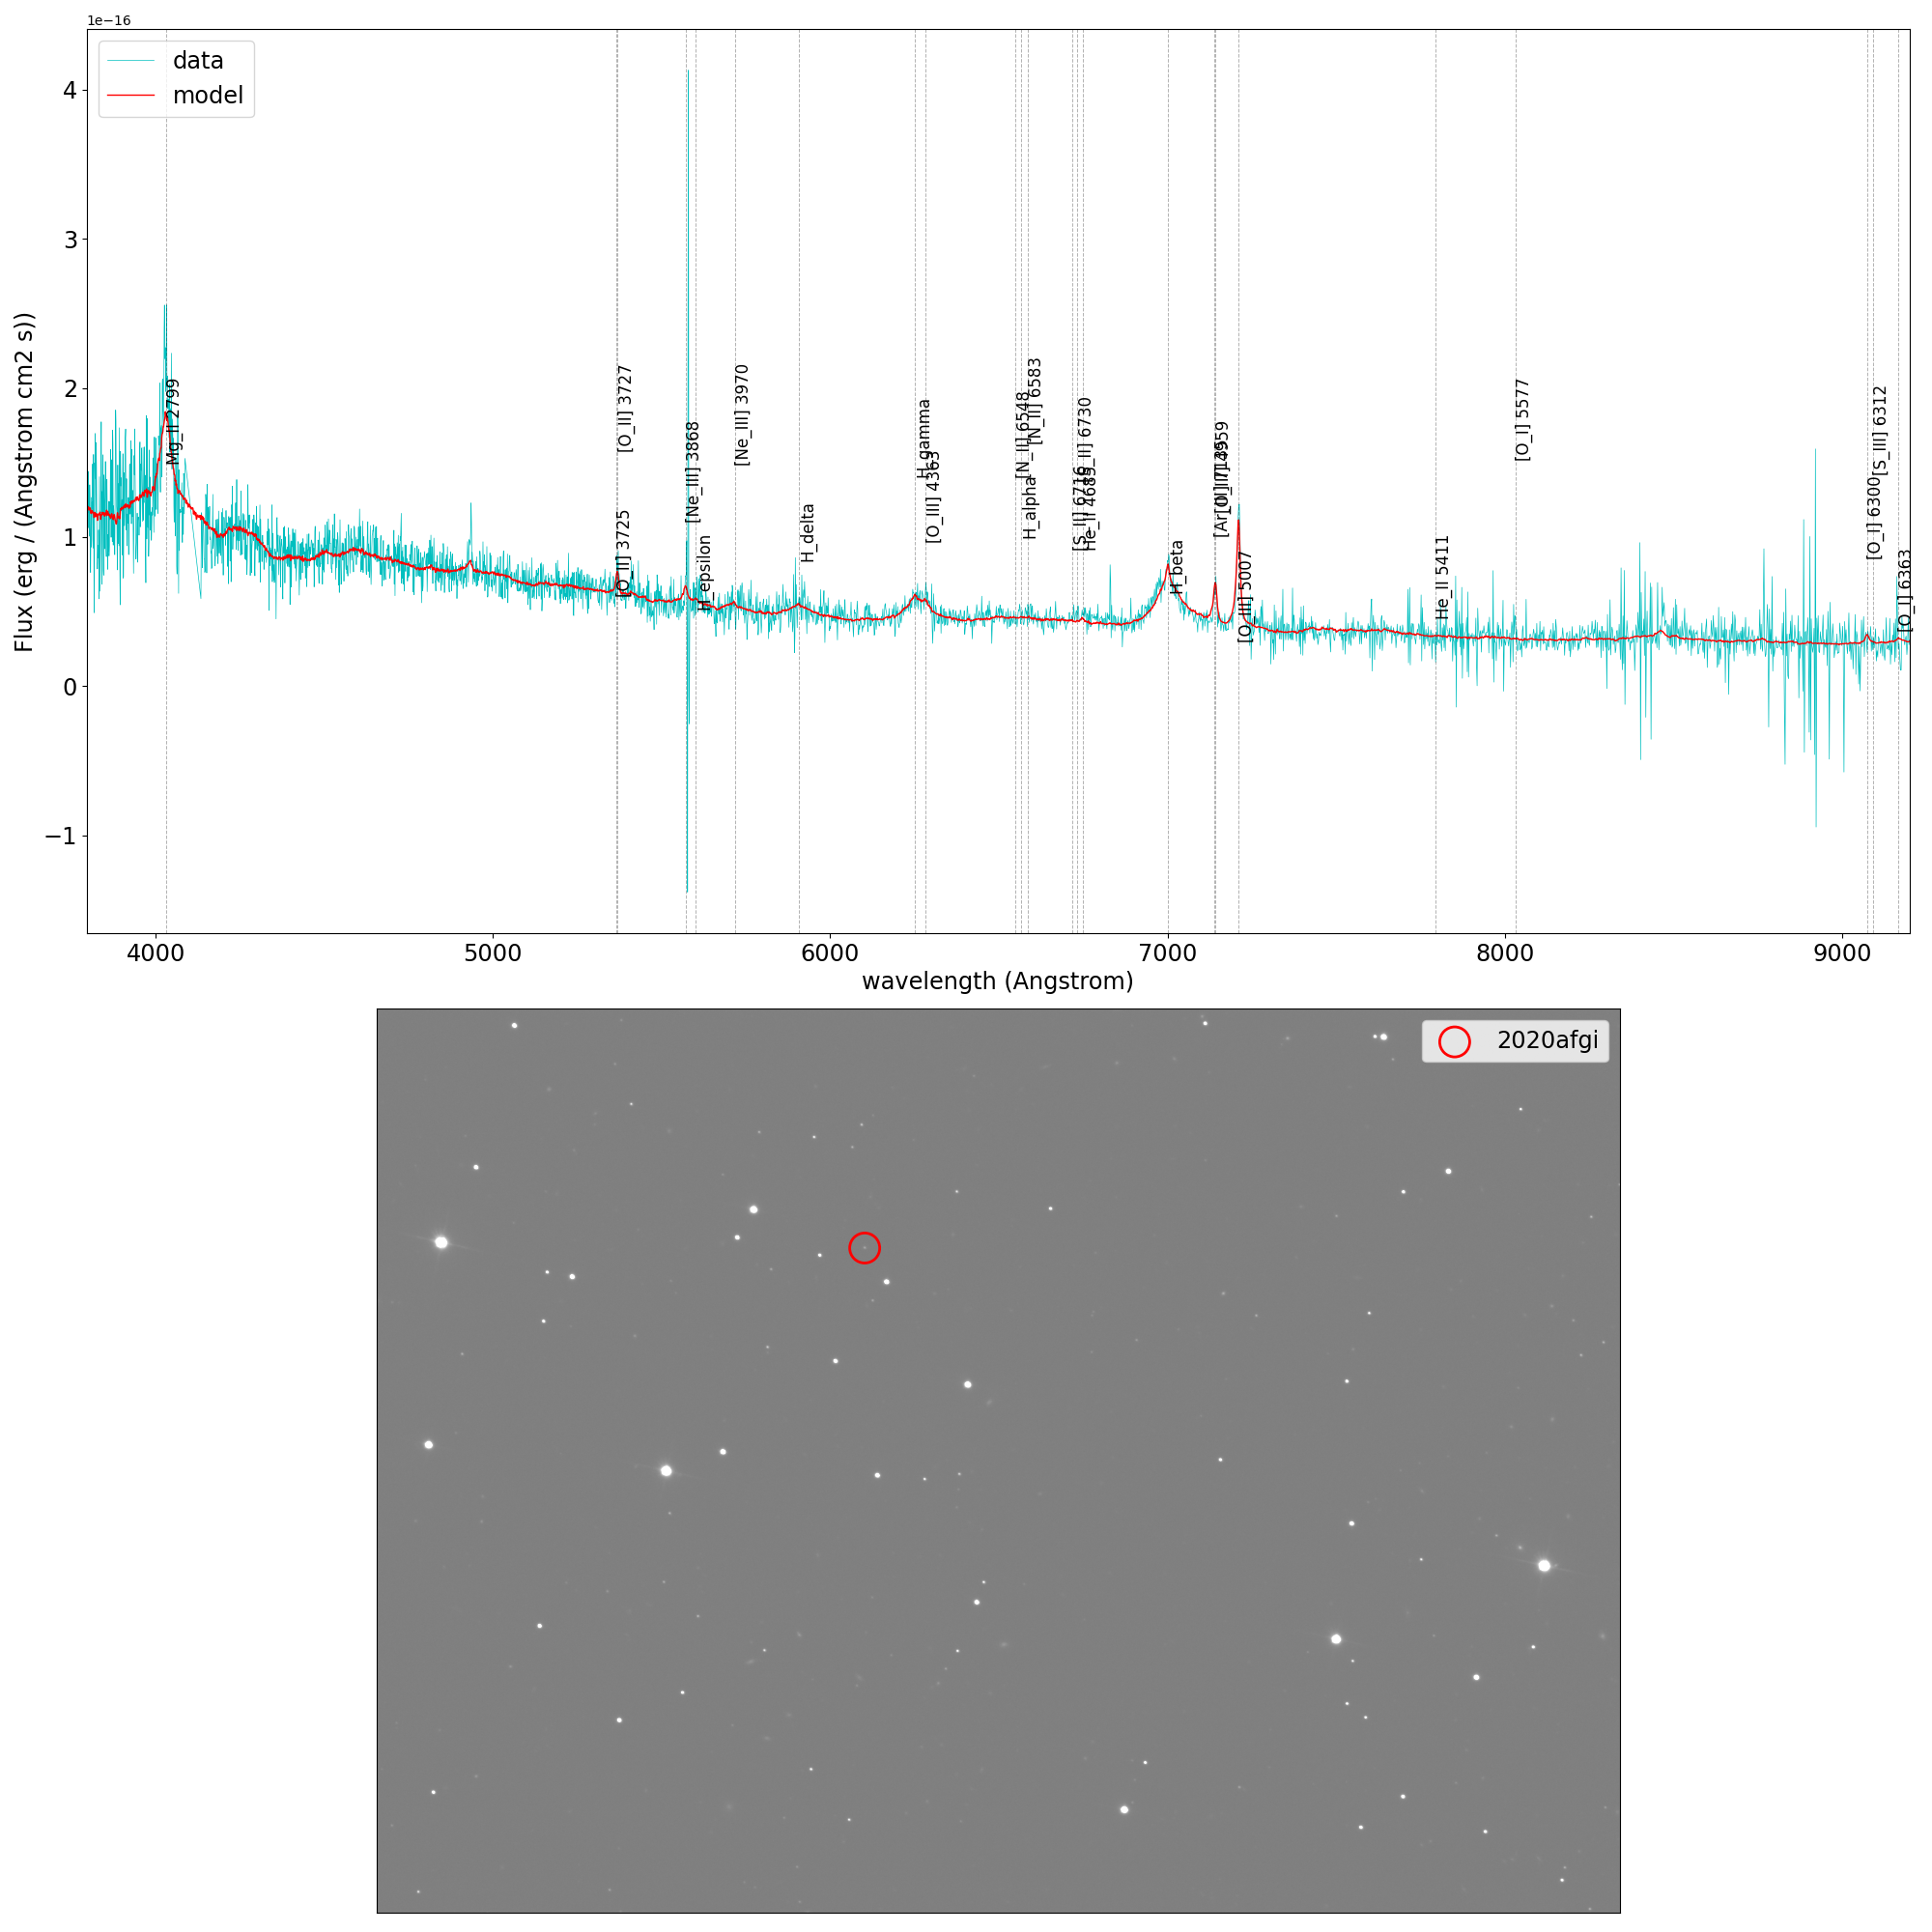 1e−16
data
model
4
3
2
1
0
−1
Flux (erg / (Angstrom cm2 s))
Mg_II 2799
[O_II] 3725
[O_II] 3727
[Ne_III] 3868
H_epsilon
[Ne_III] 3970
H_delta
H_gamma
[O_III] 4363
[N_II] 6548
H_alpha
[N_II] 6583
[S_II] 6716
[S_II] 6730
He_II 4685
H_beta
[Ar_III] 7135
[O_III] 4959
[O_III] 5007
He_II 5411
[O_I] 5577
[O_I] 6300
[S_III] 6312
[O_I] 6363
4000
5000
6000
7000
8000
9000
wavelength (Angstrom)
2020afgi